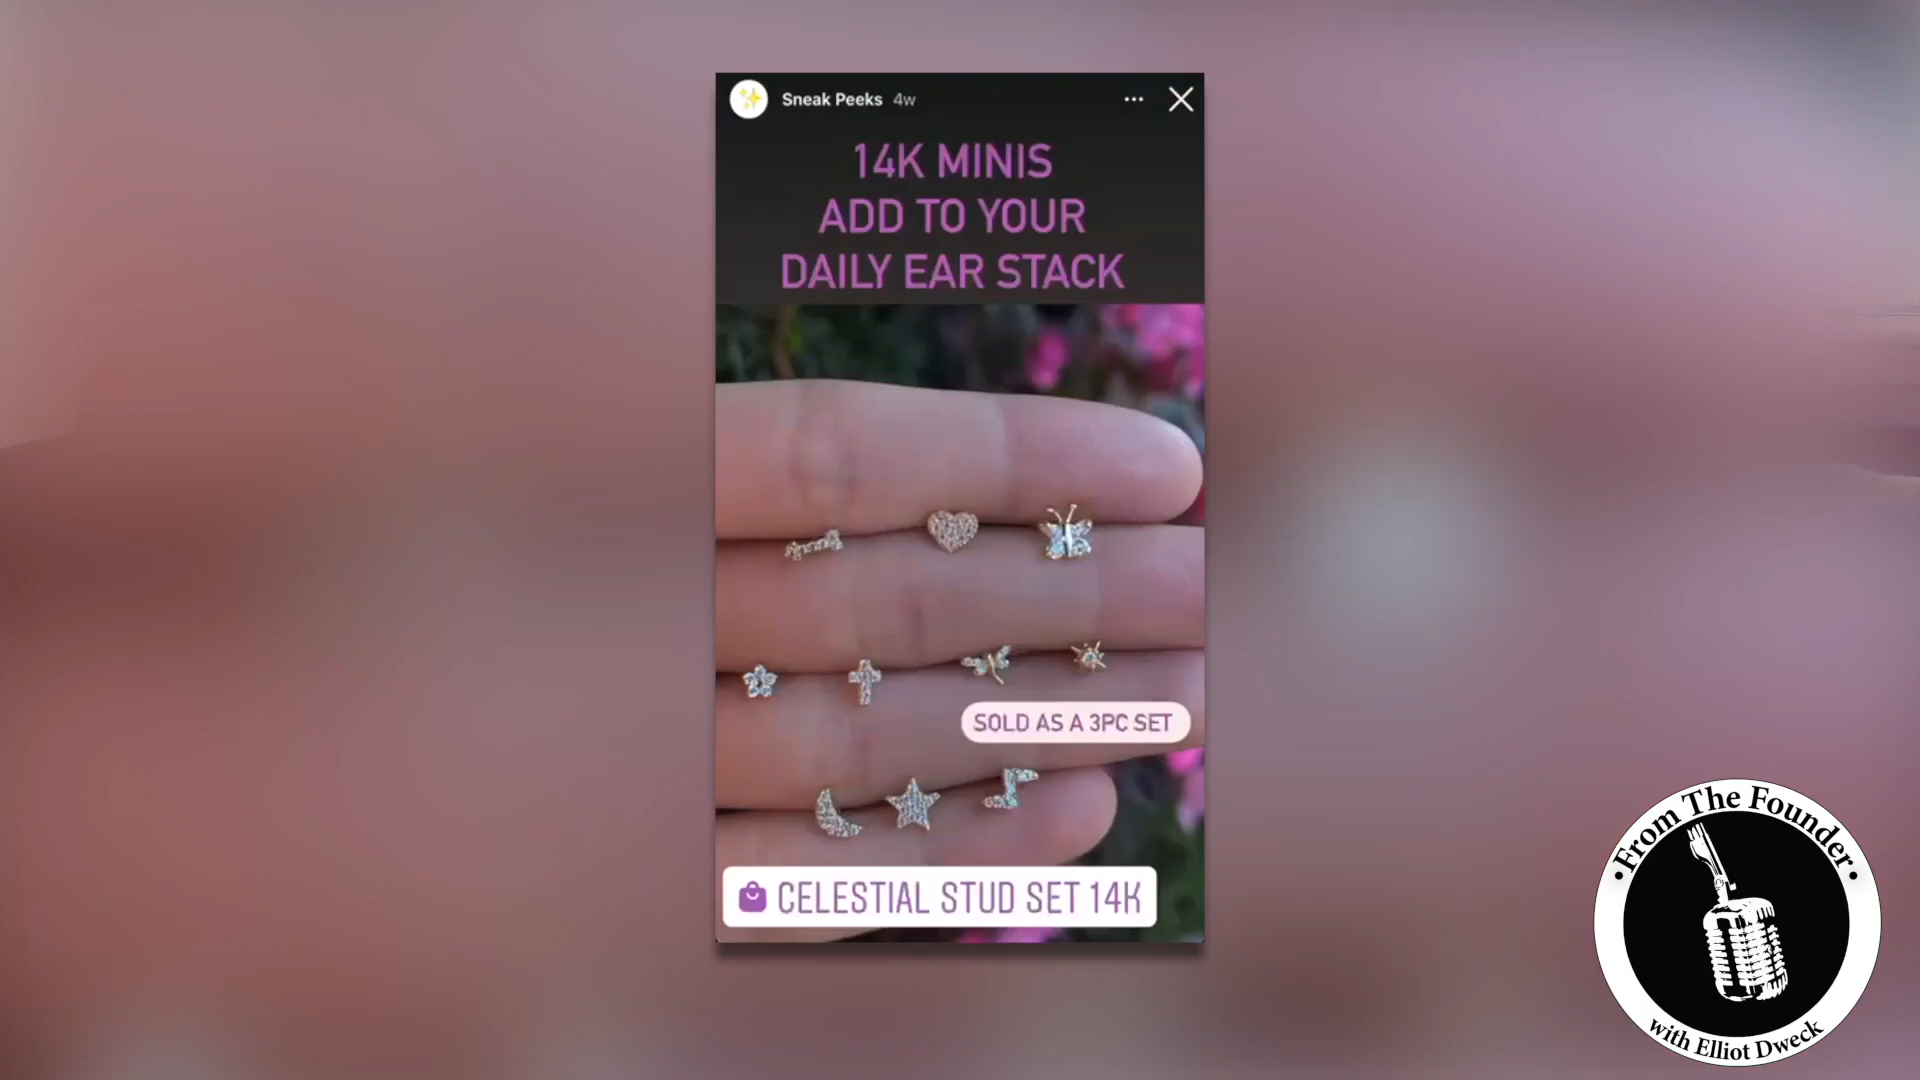 Sneak Peeks 4w
14K MINIS
ADD TO YOUR
DAILY EAR STACK
SOLD AS A 3PC SET
CELESTIAL STUD SET 14K
• From The Founder •
with Elliot Dweck